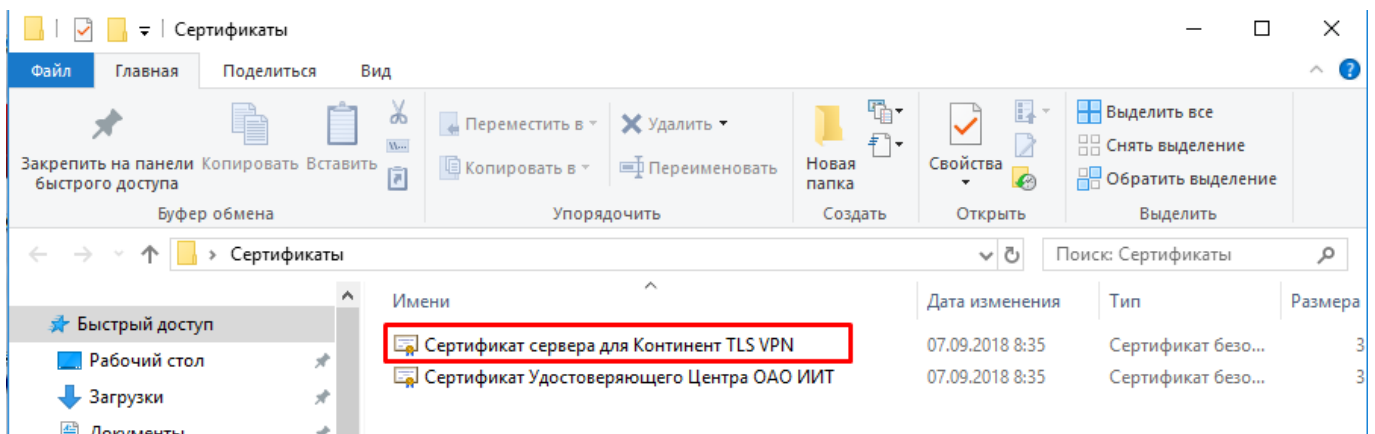 Сертификаты
Файл Главная Поделиться Вид
Закрепить на панели быстрого доступа
Копировать
Вставить
Переместить в
Копировать в
Удалить
Переименовать
Новая папка
Свойства
Выделить все
Снять выделение
Обратить выделение
Буфер обмена Упорядочить Создать Открыть Выделить
Сертификаты Поиск: Сертификаты
Имени Дата изменения Тип Размера
Быстрый доступ
Рабочий стол
Загрузки
Документы
Сертификат сервера для Континент TLS VPN 07.09.2018 8:35 Сертификат безо... 3
Сертификат Удостоверяющего Центра ОАО ИИТ 07.09.2018 8:35 Сертификат безо... 3